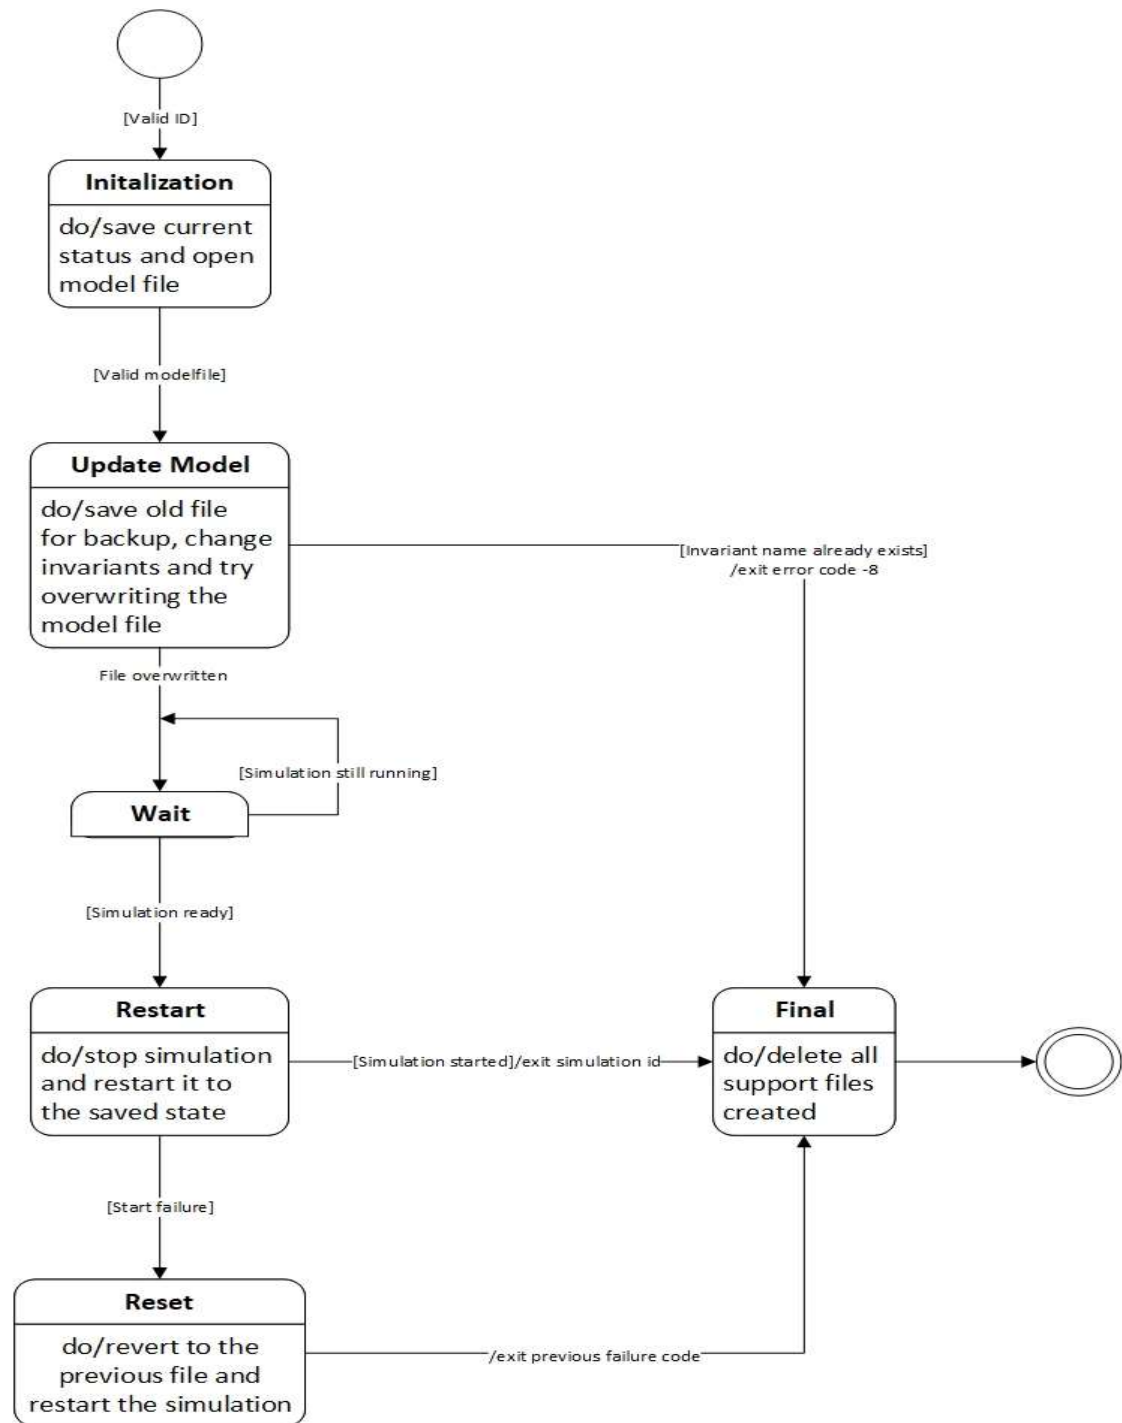 [Valid ID]
Initalization
do/save current
status and open
model file
[Valid modelfile]
Update Model
do/save old file
for backup, change
invariants and try
overwriting the
model file
[Invariant name already exists]
/exit error code -8
File overwritten
[Simulation still running]
Wait
[Simulation ready]
Restart
do/stop simulation
and restart it to
the saved state
[Simulation started]/exit simulation id
Final
do/delete all
support files
created
[Start failure]
Reset
do/revert to the
previous file and
restart the simulation
/exit previous failure code